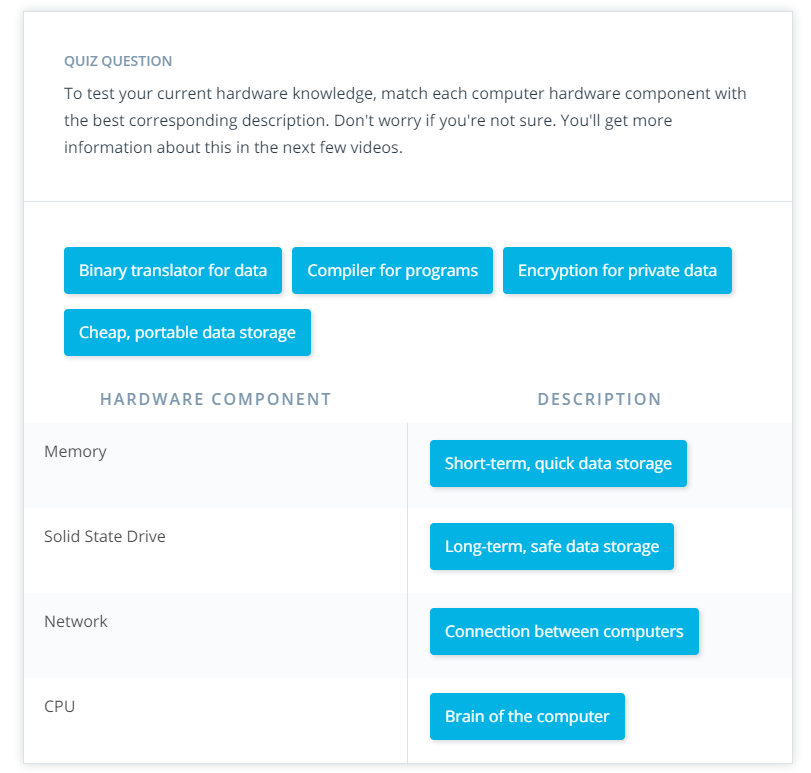 QUIZ QUESTION
To test your current hardware knowledge, match each computer hardware component with
the best corresponding description. Don't worry if you're not sure. You'll get more
information about this in the next few videos.
Binary translator for data
Compiler for programs
Encryption for private data
Cheap, portable data storage
HARDWARE COMPONENT
DESCRIPTION
Memory
Short-term, quick data storage
Solid State Drive
Long-term, safe data storage
Network
Connection between computers
CPU
Brain of the computer